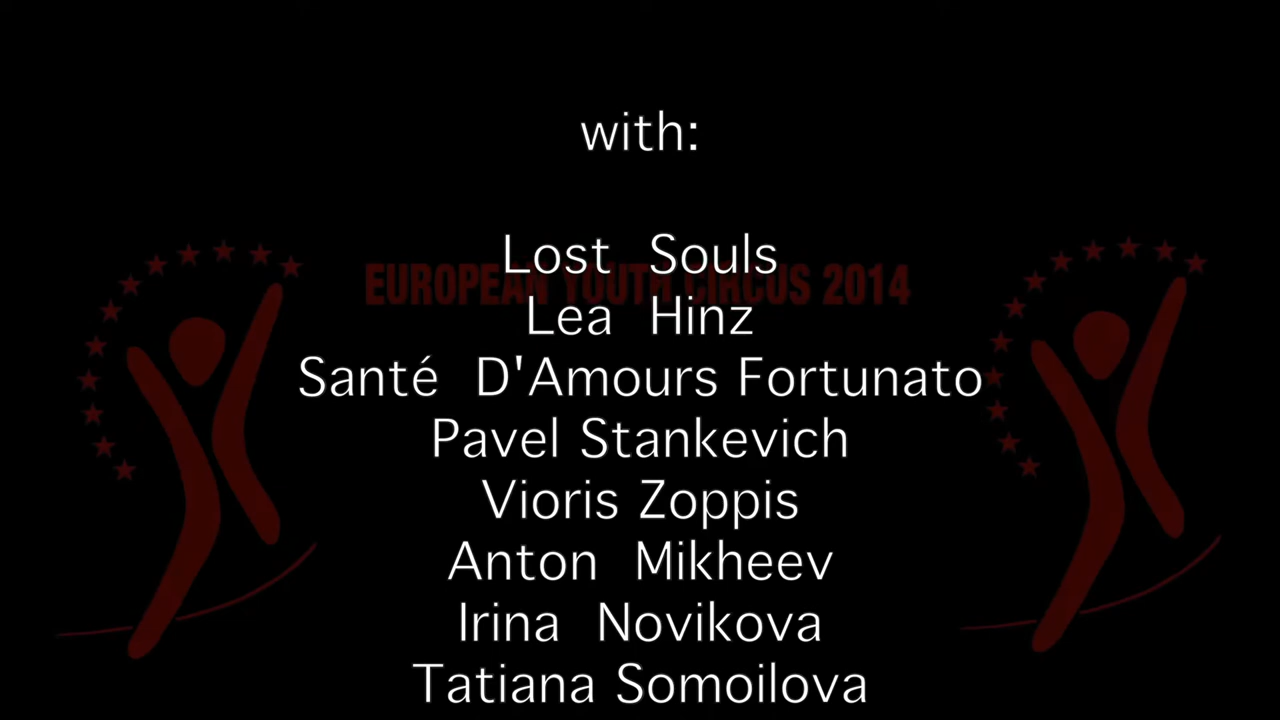 with:
Lost Souls
EUROPEAN YOUTH CIRCUS 2014
Lea Hinz
Santé D'Amours Fortunato
Pavel Stankevich
Vioris Zoppis
Anton Mikheev
Irina Novikova
Tatiana Somoilova